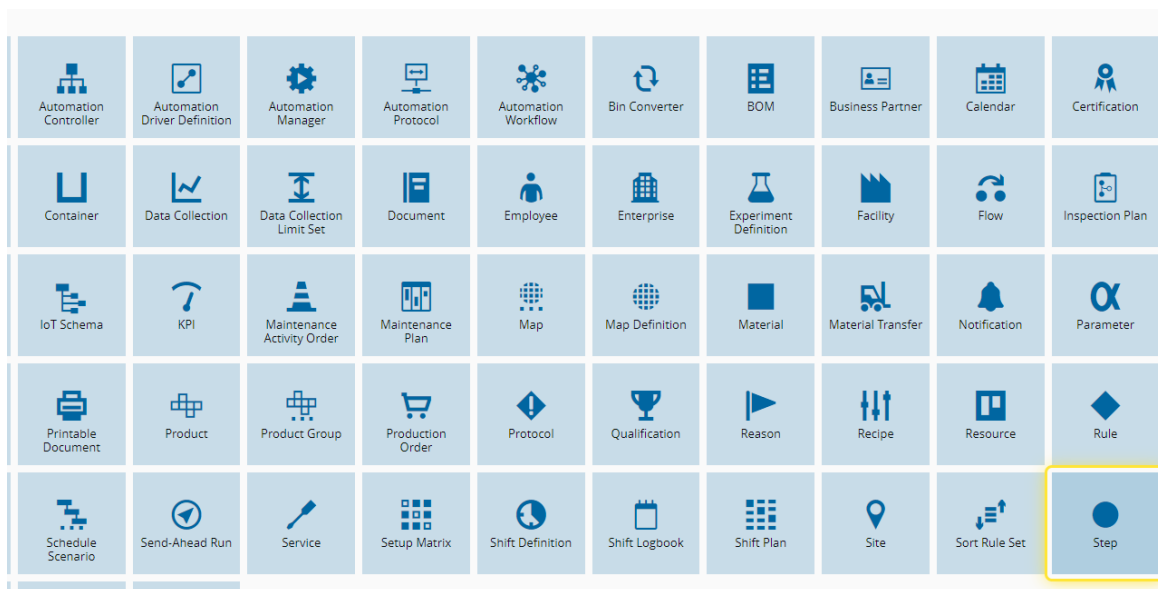 Automation
Controller
Automation
Driver Definition
Automation
Manager
Automation
Protocol
Automation
Workflow
Bin Converter
BOM
Business Partner
Calendar
Certification
Container
Data Collection
Data Collection
Limit Set
Document
Employee
Enterprise
Experiment
Definition
Facility
Flow
Inspection Plan
IoT Schema
KPI
Maintenance
Activity Order
Maintenance
Plan
Map
Map Definition
Material
Material Transfer
Notification
Parameter
Printable
Document
Product
Product Group
Production
Order
Protocol
Qualification
Reason
Recipe
Resource
Rule
Schedule
Scenario
Send-Ahead Run
Service
Setup Matrix
Shift Definition
Shift Logbook
Shift Plan
Site
Sort Rule Set
Step